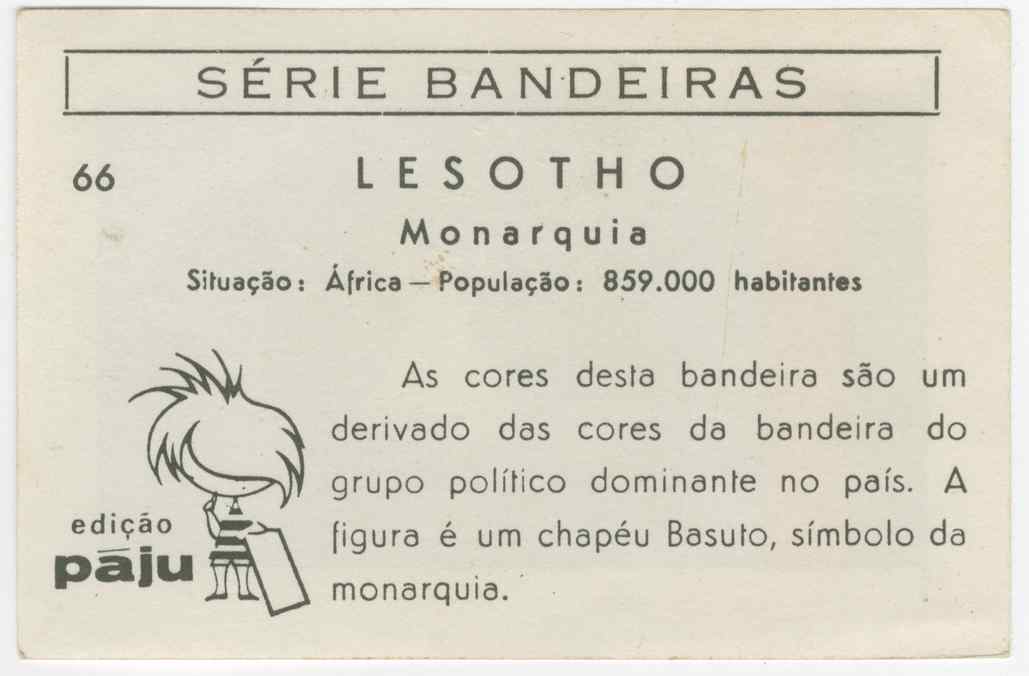 SÉRIE BANDEIRAS
66
LESOTHO
Monarquia
Situação: África — População: 859.000 habitantes
As cores desta bandeira são um
derivado das cores da bandeira do
grupo político dominante no país. A
figura é um chapéu Basuto, símbolo da
monarquia.
edição
pāju